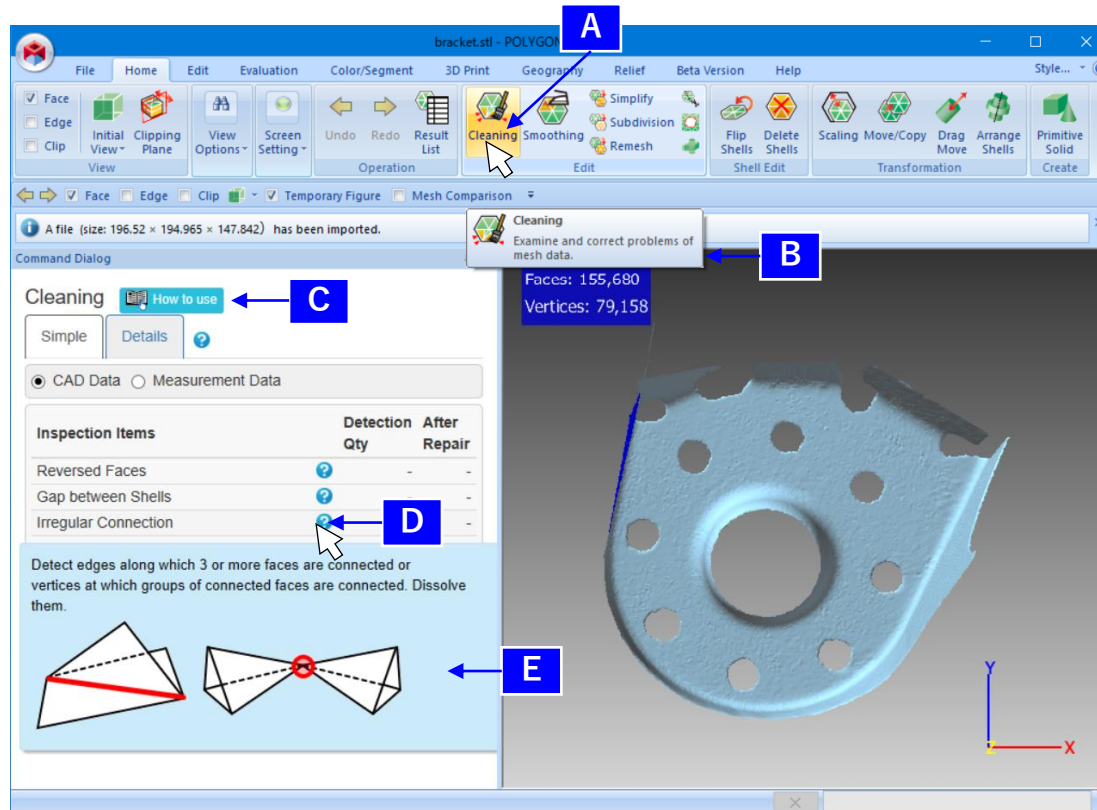 A
bracket.stl - POLYGON
File Home Edit Evaluation Color/Segment 3D Print Geography Relief Beta Version Help Style...
Face
Edge
Clip
Initial View
Clipping Plane
View Options
Screen Setting
Undo
Redo
Result List
Cleaning
Smoothing
Simplify
Subdivision
Remesh
Flip Shells
Delete Shells
Scaling
Move/Copy
Drag Move
Arrange Shells
Primitive Solid
View Operation Edit Shell Edit Transformation Create
Face Edge Clip Temporary Figure Mesh Comparison
A file (size: 196.52 × 194.965 × 147.842) has been imported.
Cleaning
Examine and correct problems of
mesh data.
B
Command Dialog
Faces: 155,680
Vertices: 79,158
Cleaning How to use
C
Simple Details
CAD Data Measurement Data
Inspection Items Detection Qty After Repair
Reversed Faces - -
Gap between Shells - -
Irregular Connection -
D
Detect edges along which 3 or more faces are connected or
vertices at which groups of connected faces are connected. Dissolve
them.
E
Y
Z
X